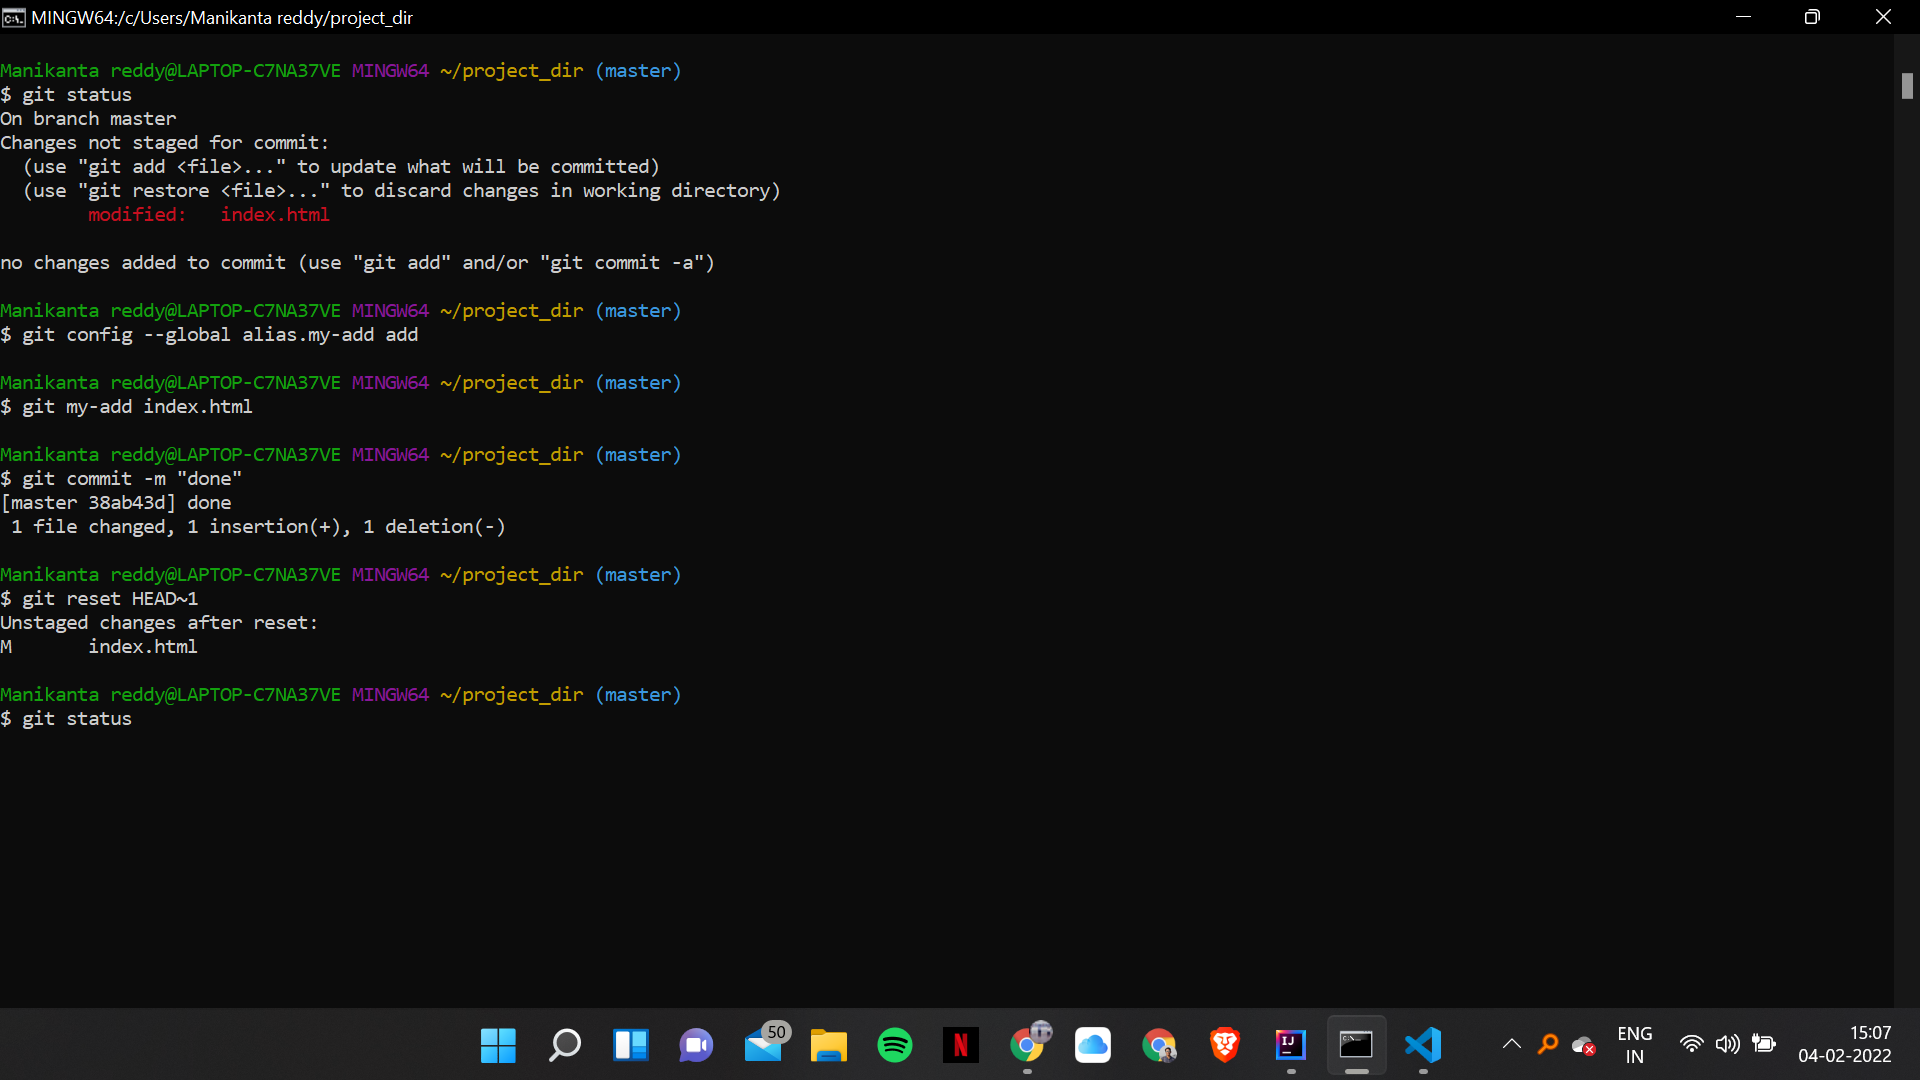 MINGW64:/c/Users/Manikanta reddy/project_dir
Manikanta reddy@LAPTOP-C7NA37VE MINGW64 ~/project_dir (master)
$ git status
On branch master
Changes not staged for commit:
  (use "git add <file>..." to update what will be committed)
  (use "git restore <file>..." to discard changes in working directory)
        modified:   index.html
no changes added to commit (use "git add" and/or "git commit -a")
Manikanta reddy@LAPTOP-C7NA37VE MINGW64 ~/project_dir (master)
$ git config --global alias.my-add add
Manikanta reddy@LAPTOP-C7NA37VE MINGW64 ~/project_dir (master)
$ git my-add index.html
Manikanta reddy@LAPTOP-C7NA37VE MINGW64 ~/project_dir (master)
$ git commit -m "done"
[master 38ab43d] done
 1 file changed, 1 insertion(+), 1 deletion(-)
Manikanta reddy@LAPTOP-C7NA37VE MINGW64 ~/project_dir (master)
$ git reset HEAD~1
Unstaged changes after reset:
M       index.html
Manikanta reddy@LAPTOP-C7NA37VE MINGW64 ~/project_dir (master)
$ git status
50
N
IJ
ENG
IN
15:07
04-02-2022